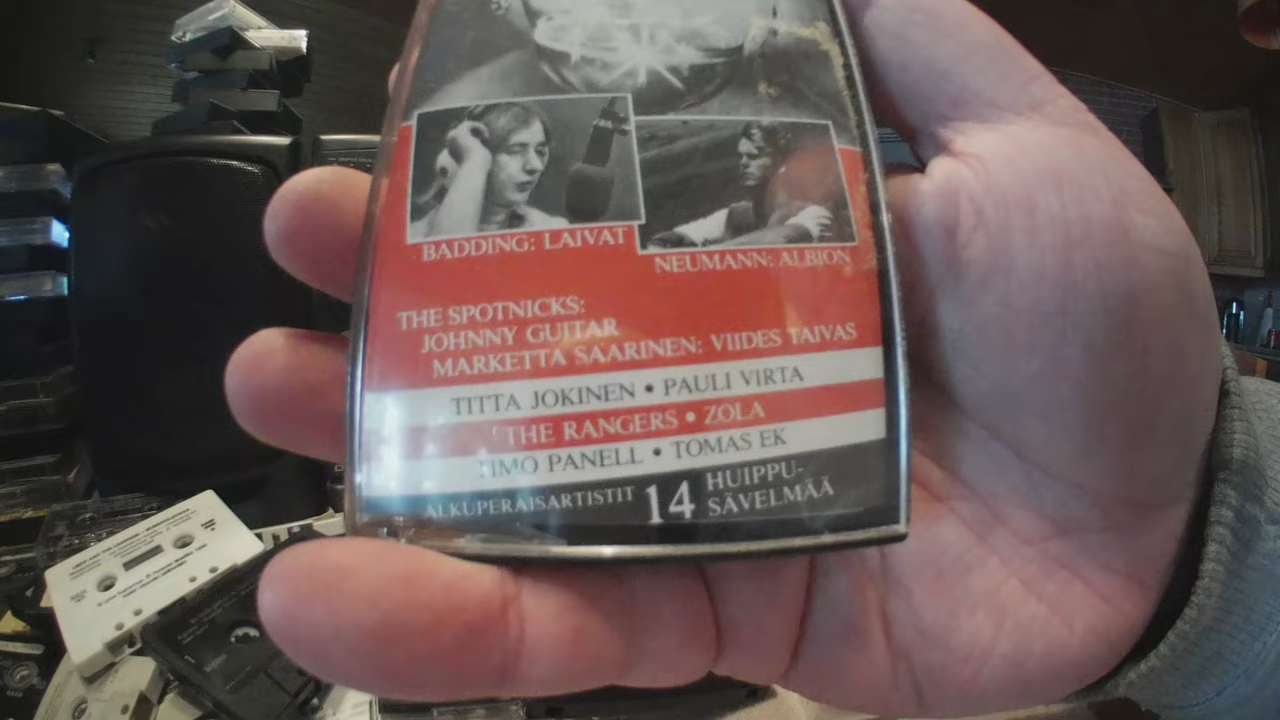 BADDING: LAIVAT
NEUMANN: ALBION
THE SPOTNICKS:
JOHNNY GUITAR
MARKETTA SAARINEN: VIIDES TAIVAS
TITTA JOKINEN • PAULI VIRTA
THE RANGERS • ZOLA
TIMO PANELL • TOMAS EK
ALKUPERAISARTISTIT 14 HUIPPU-
SÄVELMÄÄ